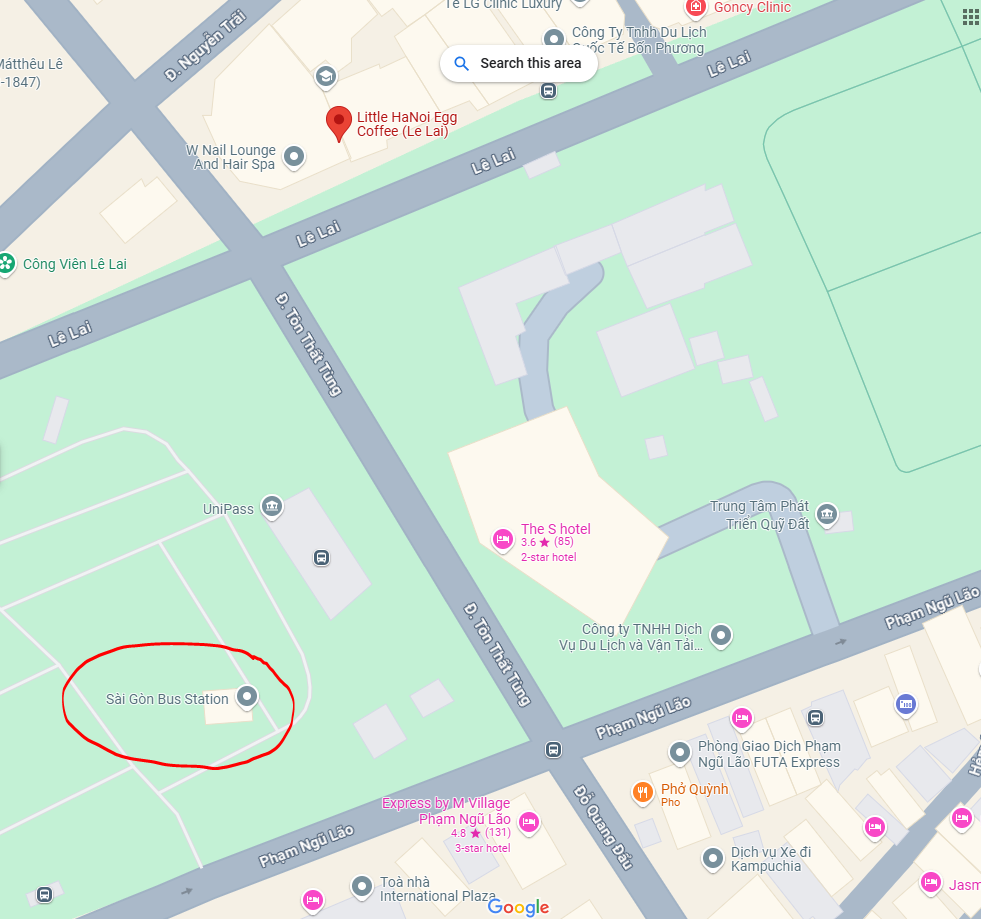 Đ. Nguyễn Trãi
Tế LG Clinic Luxury
Goncy Clinic
Công Ty Tnhh Du Lịch
Quốc Tế Bốn Phương
Search this area
Lê Lai
Mátthêu Lê
-1847)
Little HaNoi Egg
Coffee (Le Lai)
W Nail Lounge
And Hair Spa
Lê Lai
Lê Lai
Công Viên Lê Lai
Lê Lai
Đ. Tôn Thất Tùng
UniPass
The S hotel
3.6 ★ (85)
2-star hotel
Trung Tâm Phát
Triển Quỹ Đất
Phạm Ngũ Lão
Đ. Tôn Thất Tùng
Công ty TNHH Dịch
Vụ Du Lịch và Vận Tải...
Sài Gòn Bus Station
Phạm Ngũ Lão
Phòng Giao Dịch Phạm
Ngũ Lão FUTA Express
Phở Quỳnh
Pho
Đỗ Quang Đẩu
Express by M Village
Phạm Ngũ Lão
4.8 ★ (131)
3-star hotel
Phạm Ngũ Lão
Dịch vụ Xe đi
Kampuchia
Toà nhà
International Plaza
Jasm
Google